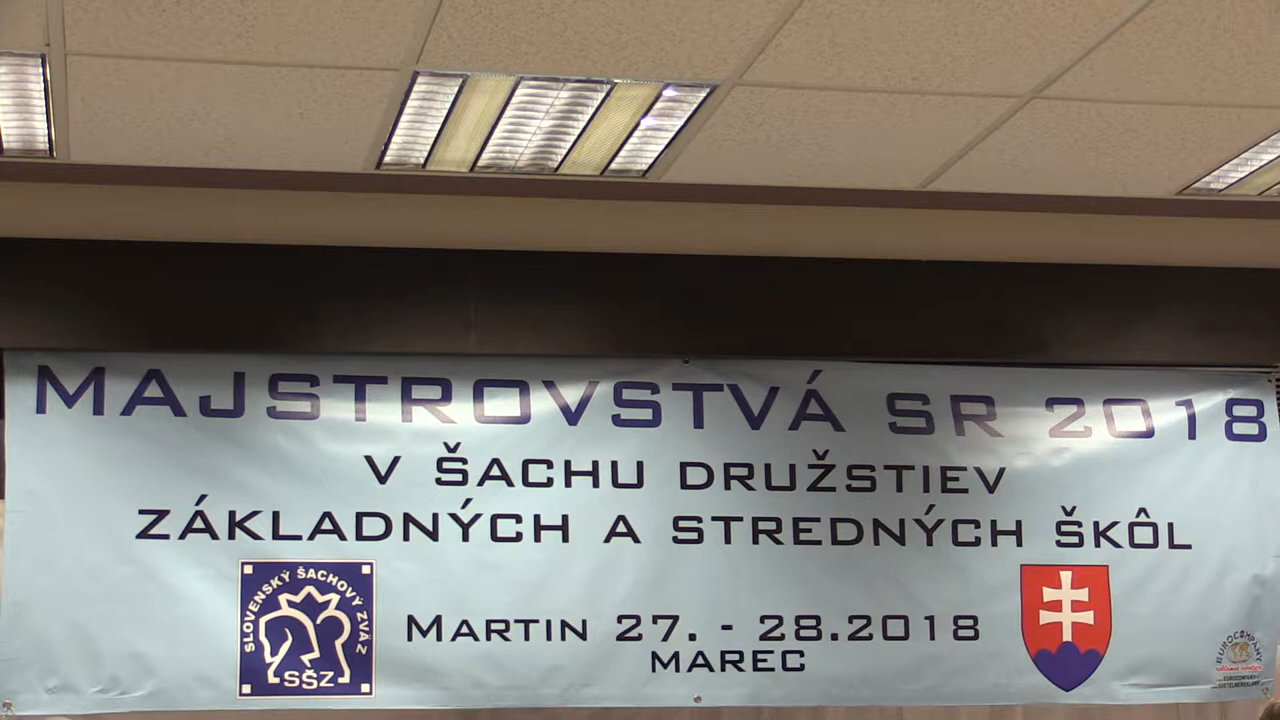 MAJSTROVSTVÁ SR 2018
V ŠACHU DRUŽSTIEV
ZÁKLADNÝCH A STREDNÝCH ŠKÔL
SLOVENSKÝ ŠACHOVÝ ZVÄZ
SŠZ
MARTIN 27. - 28.2018
MAREC
EUROCOMPANY